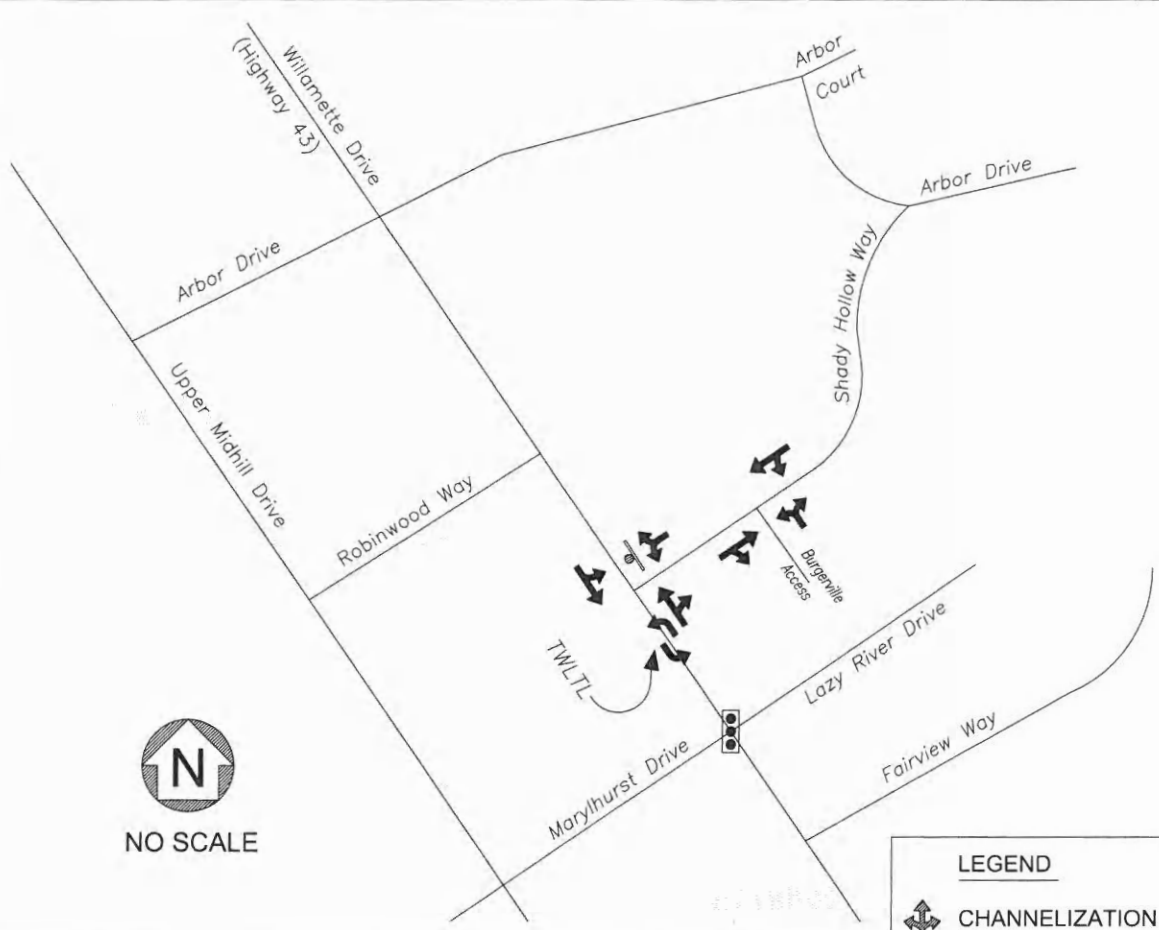 Arbor
Court
Willamette Drive
(Highway 43)
Arbor Drive
Arbor Drive
Shady Hollow Way
Upper Midhill Drive
Robinwood Way
Burgerville
Access
TWLTL
Lazy River Drive
Marylhurst Drive
Fairview Way
N
NO SCALE
LEGEND
CHANNELIZATION